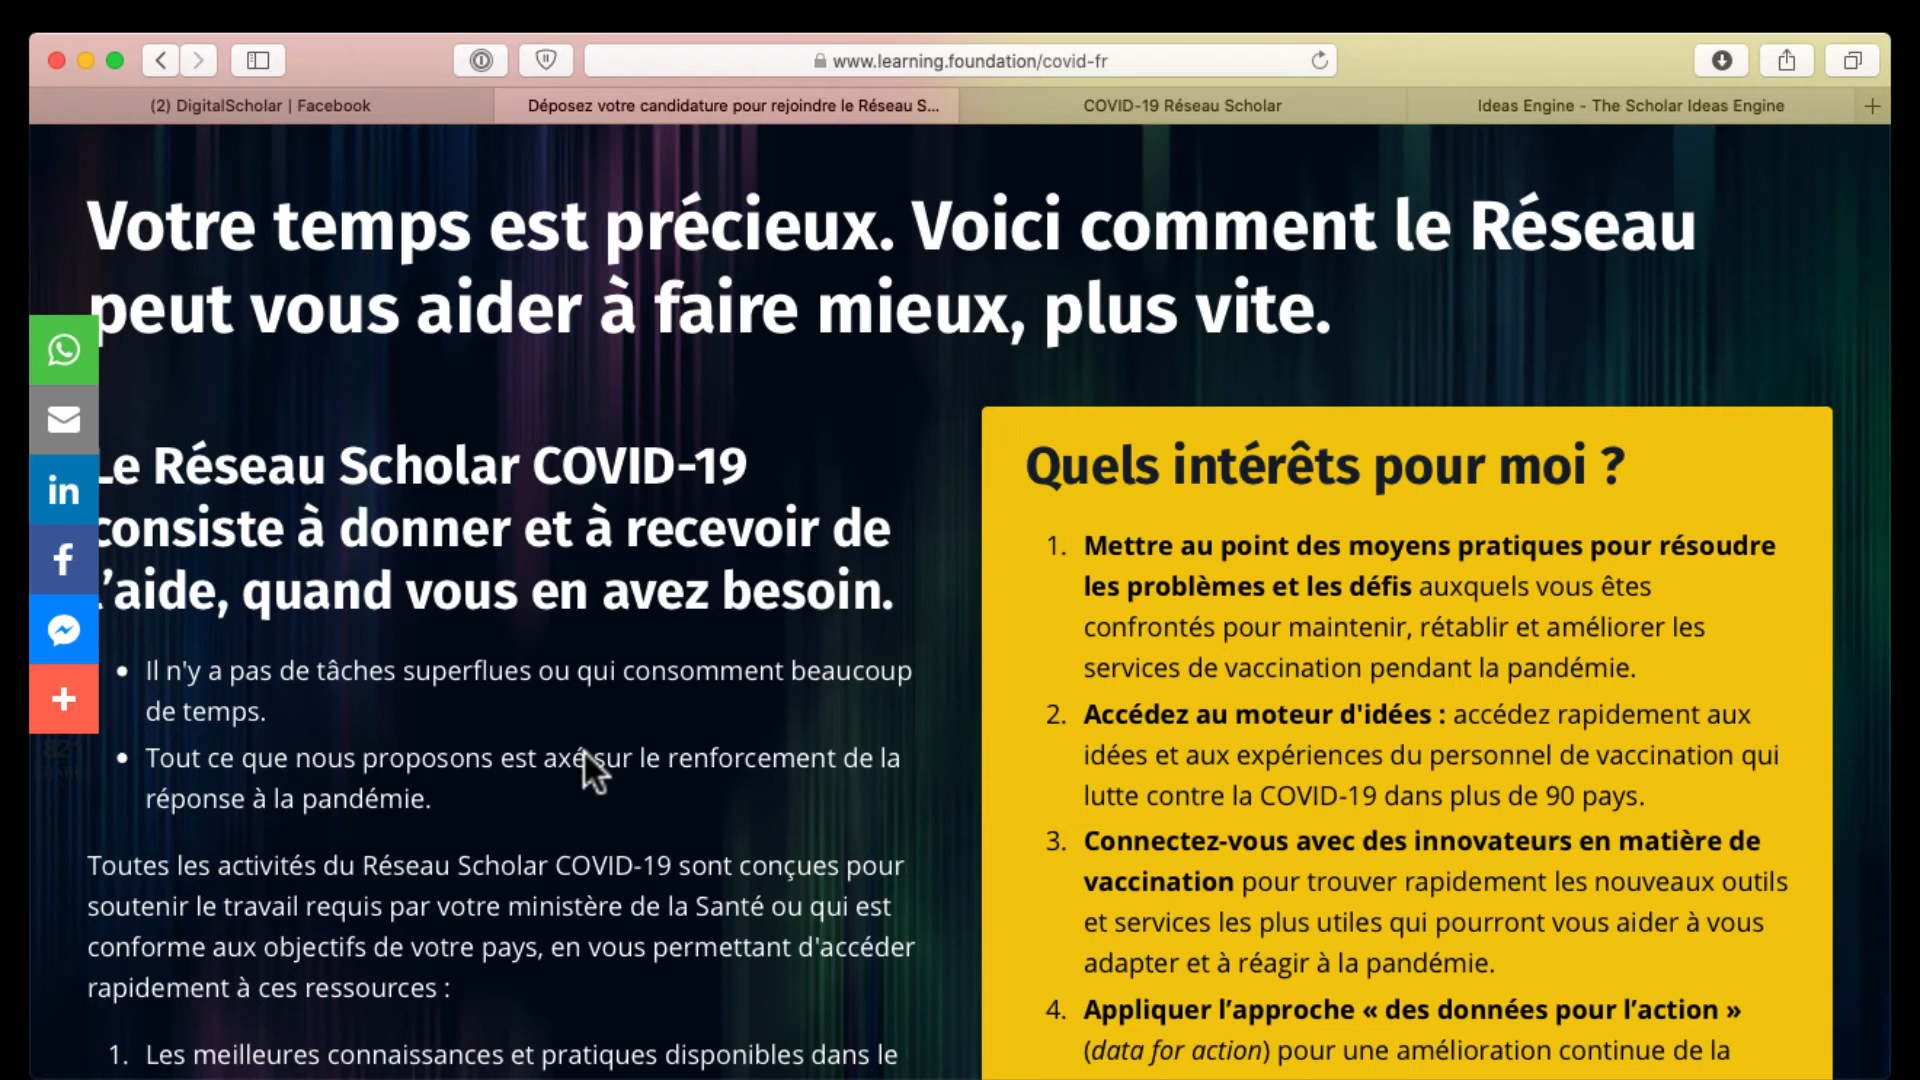 www.learning.foundation/covid-fr
(2) DigitalScholar | Facebook
Déposez votre candidature pour rejoindre le Réseau S...
COVID-19 Réseau Scholar
Ideas Engine - The Scholar Ideas Engine
Votre temps est précieux. Voici comment le Réseau
peut vous aider à faire mieux, plus vite.
Le Réseau Scholar COVID-19
consiste à donner et à recevoir de
l’aide, quand vous en avez besoin.
• Il n'y a pas de tâches superflues ou qui consomment beaucoup
de temps.
• Tout ce que nous proposons est axé sur le renforcement de la
réponse à la pandémie.
Toutes les activités du Réseau Scholar COVID-19 sont conçues pour
soutenir le travail requis par votre ministère de la Santé ou qui est
conforme aux objectifs de votre pays, en vous permettant d'accéder
rapidement à ces ressources :
1. Les meilleures connaissances et pratiques disponibles dans le
Quels intérêts pour moi ?
1. Mettre au point des moyens pratiques pour résoudre
les problèmes et les défis auxquels vous êtes
confrontés pour maintenir, rétablir et améliorer les
services de vaccination pendant la pandémie.
2. Accédez au moteur d'idées : accédez rapidement aux
idées et aux expériences du personnel de vaccination qui
lutte contre la COVID-19 dans plus de 90 pays.
3. Connectez-vous avec des innovateurs en matière de
vaccination pour trouver rapidement les nouveaux outils
et services les plus utiles qui pourront vous aider à vous
adapter et à réagir à la pandémie.
4. Appliquer l’approche « des données pour l’action »
(data for action) pour une amélioration continue de la